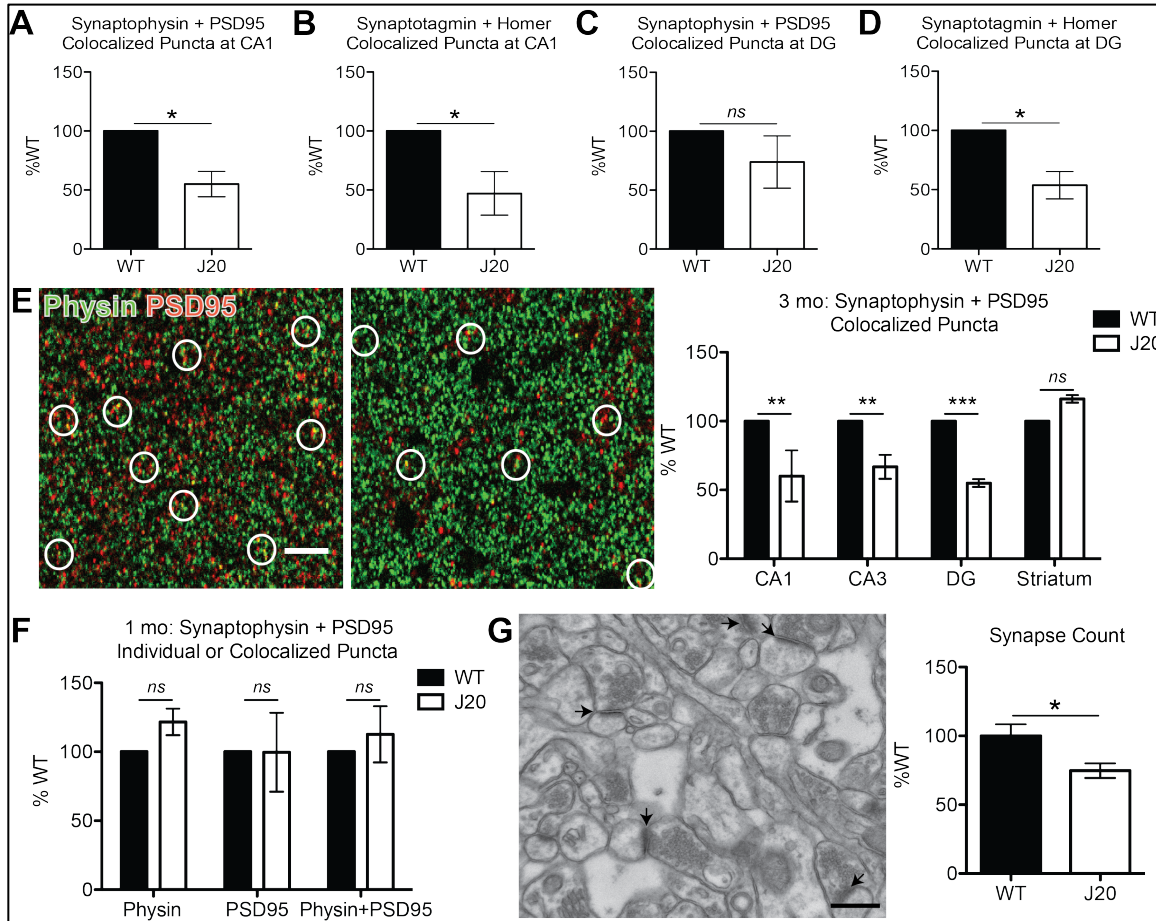 A
Synaptophysin + PSD95
Colocalized Puncta at CA1
%WT
150
100
50
0
*
WT
J20
B
Synaptotagmin + Homer
Colocalized Puncta at CA1
%WT
150
100
50
0
*
WT
J20
C
Synaptophysin + PSD95
Colocalized Puncta at DG
%WT
150
100
50
0
ns
WT
J20
D
Synaptotagmin + Homer
Colocalized Puncta at DG
%WT
150
100
50
0
*
WT
J20
E
Physin PSD95
3 mo: Synaptophysin + PSD95
Colocalized Puncta
WT
J20
% WT
150
100
50
0
** ** *** ns
CA1 CA3 DG Striatum
F
1 mo: Synaptophysin + PSD95
Individual or Colocalized Puncta
WT
J20
% WT
150
100
50
0
ns ns ns
Physin PSD95 Physin+PSD95
G
Synapse Count
%WT
150
100
50
0
*
WT
J20